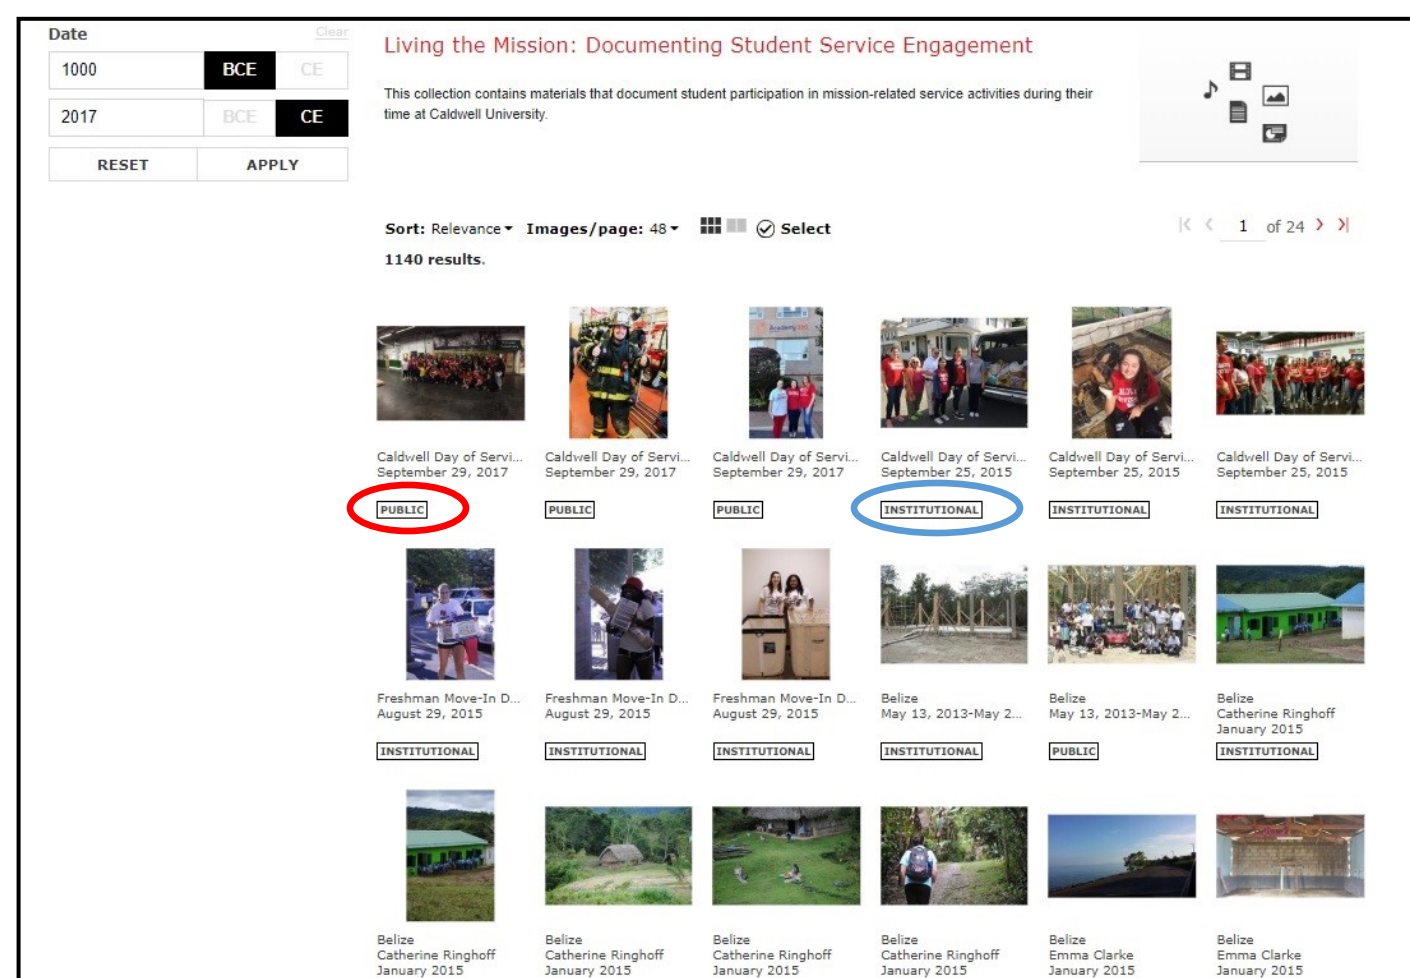 Date Clear
1000 BCE CE
2017 BCE CE
RESET APPLY
Living the Mission: Documenting Student Service Engagement
This collection contains materials that document student participation in mission-related service activities during their
time at Caldwell University.
Sort: Relevance Images/page: 48 Select
1 of 24
1140 results.
Academy 360
Caldwell Day of Servi...
September 29, 2017
PUBLIC
Caldwell Day of Servi...
September 29, 2017
PUBLIC
Caldwell Day of Servi...
September 29, 2017
PUBLIC
Caldwell Day of Servi...
September 25, 2015
INSTITUTIONAL
Caldwell Day of Servi...
September 25, 2015
INSTITUTIONAL
Caldwell Day of Servi...
September 25, 2015
INSTITUTIONAL
Freshman Move-In D...
August 29, 2015
INSTITUTIONAL
Freshman Move-In D...
August 29, 2015
INSTITUTIONAL
Freshman Move-In D...
August 29, 2015
INSTITUTIONAL
Belize
May 13, 2013-May 2...
INSTITUTIONAL
Belize
May 13, 2013-May 2...
PUBLIC
Belize
Catherine Ringhoff
January 2015
INSTITUTIONAL
Belize
Catherine Ringhoff
January 2015
Belize
Catherine Ringhoff
January 2015
Belize
Catherine Ringhoff
January 2015
Belize
Catherine Ringhoff
January 2015
Belize
Emma Clarke
January 2015
Belize
Emma Clarke
January 2015